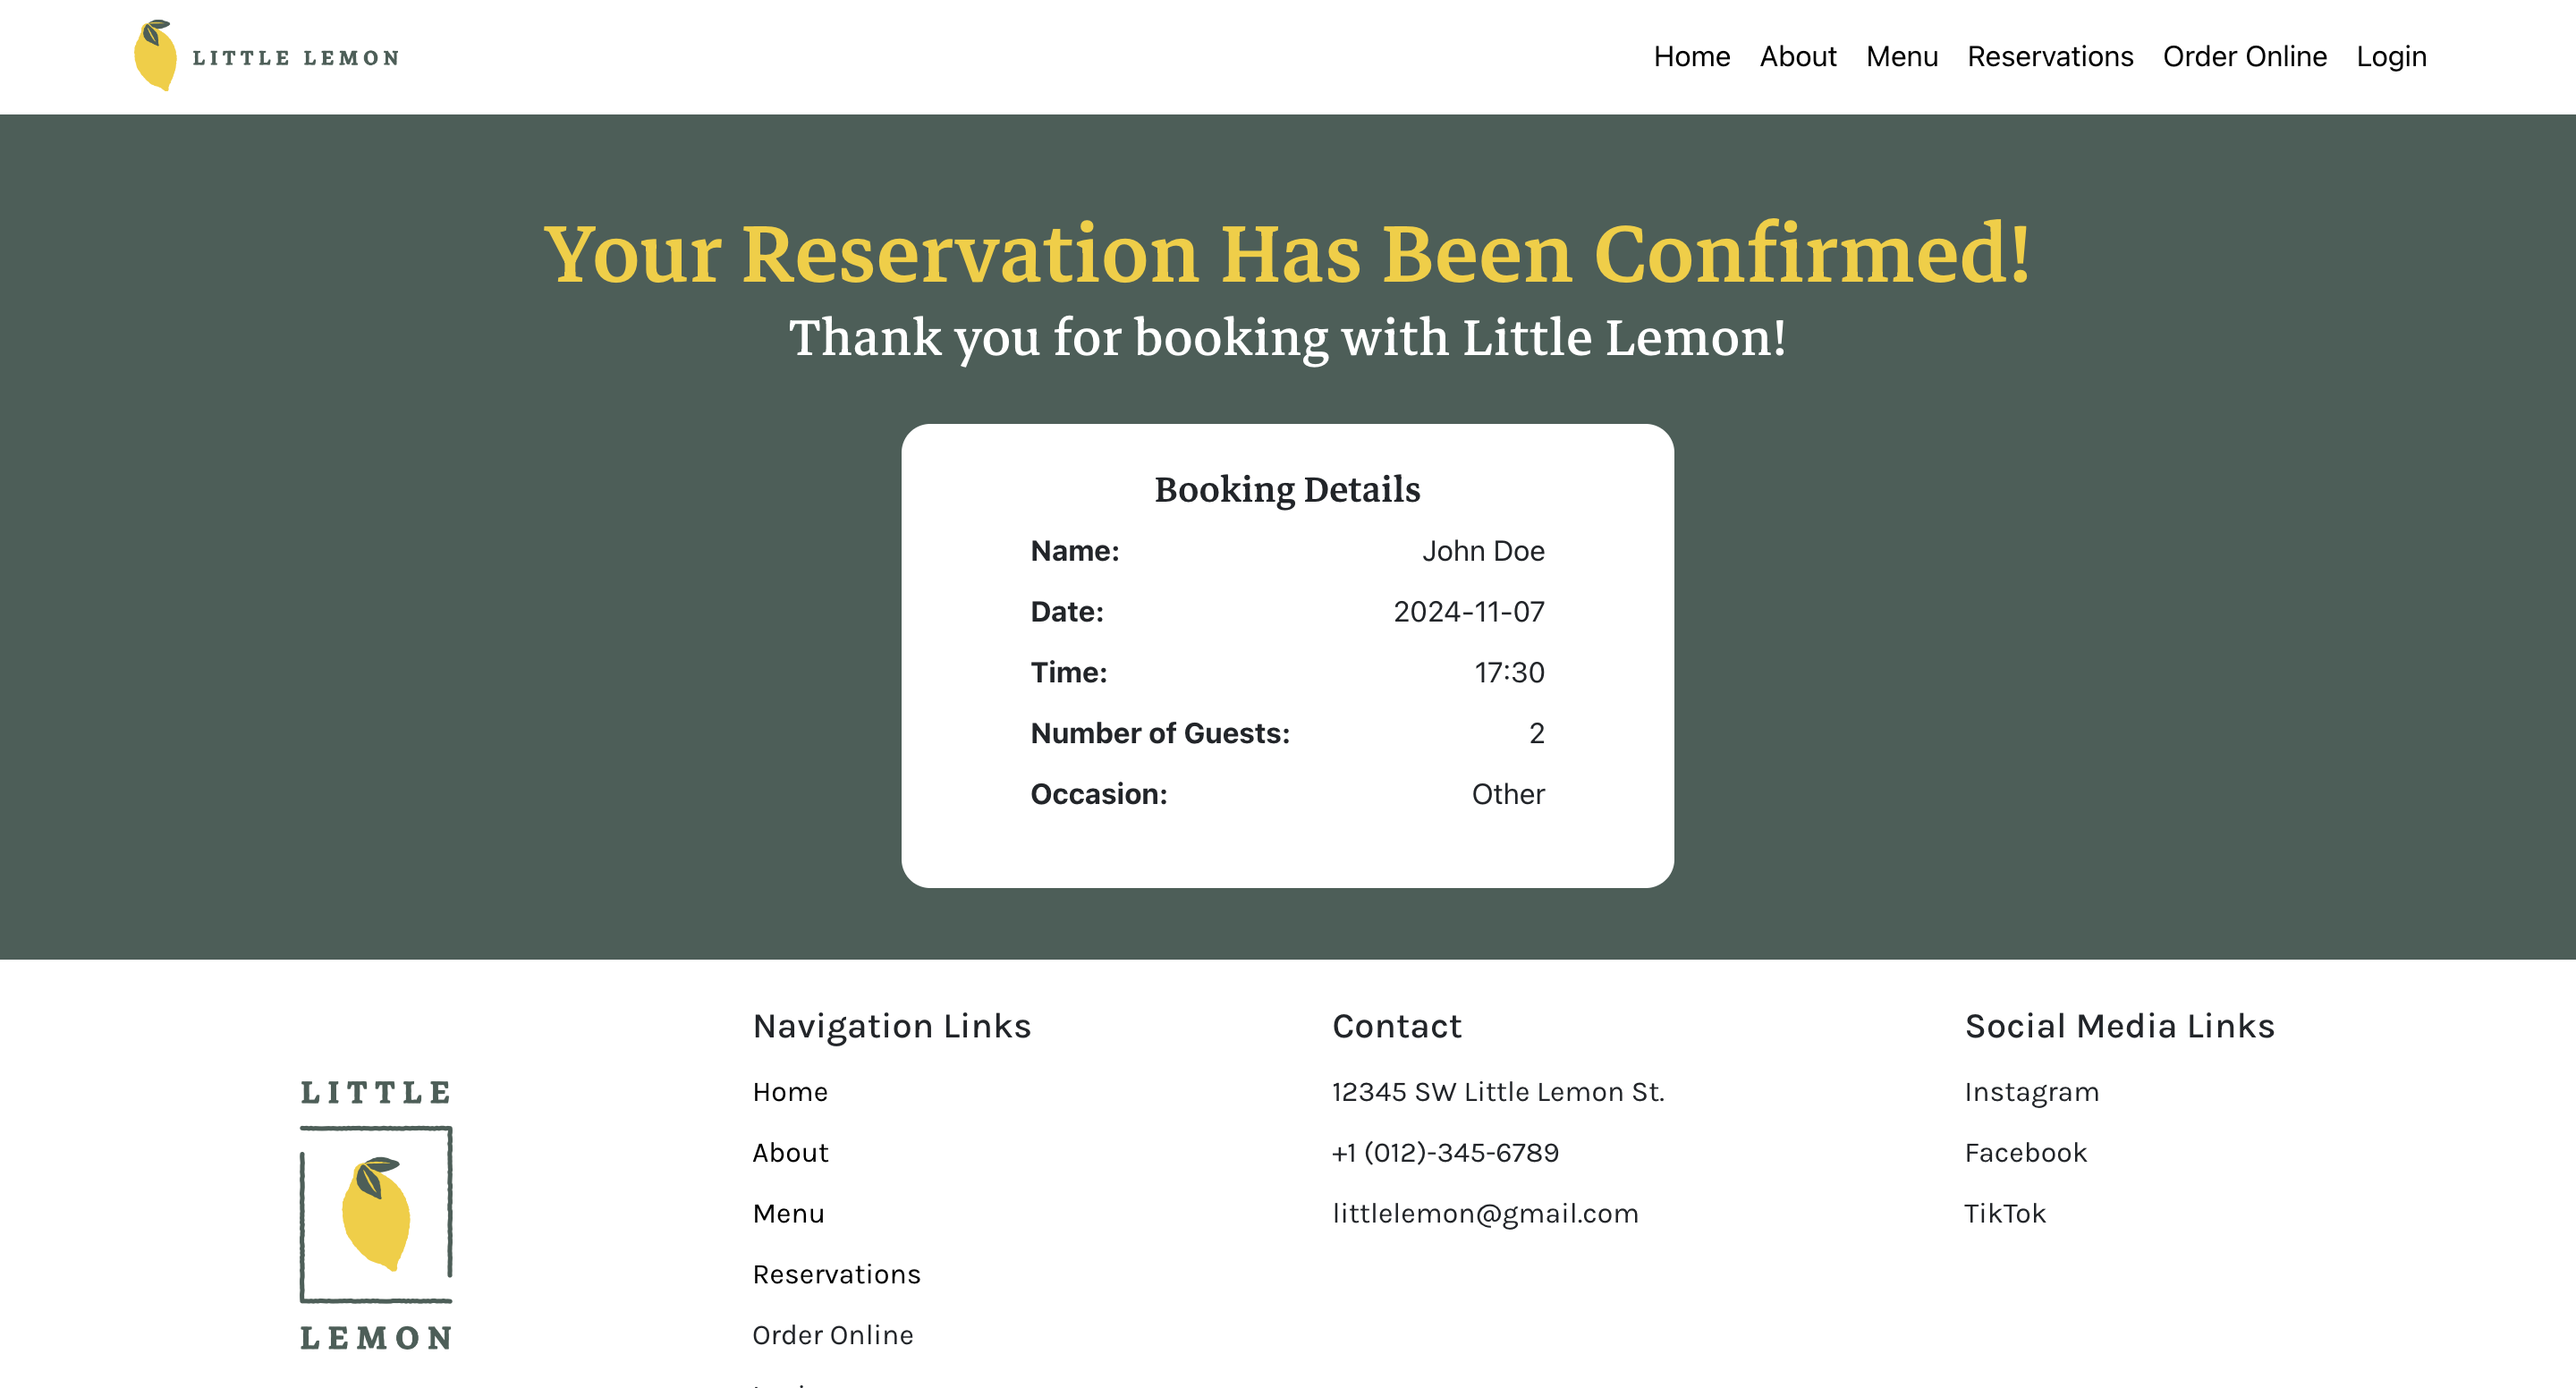 LITTLE LEMON
Home About Menu Reservations Order Online Login
Your Reservation Has Been Confirmed!
Thank you for booking with Little Lemon!
Booking Details
Name: John Doe
Date: 2024-11-07
Time: 17:30
Number of Guests: 2
Occasion: Other
LITTLE
LEMON
Navigation Links
Home
About
Menu
Reservations
Order Online
Contact
12345 SW Little Lemon St.
+1 (012)-345-6789
littlelemon@gmail.com
Social Media Links
Instagram
Facebook
TikTok